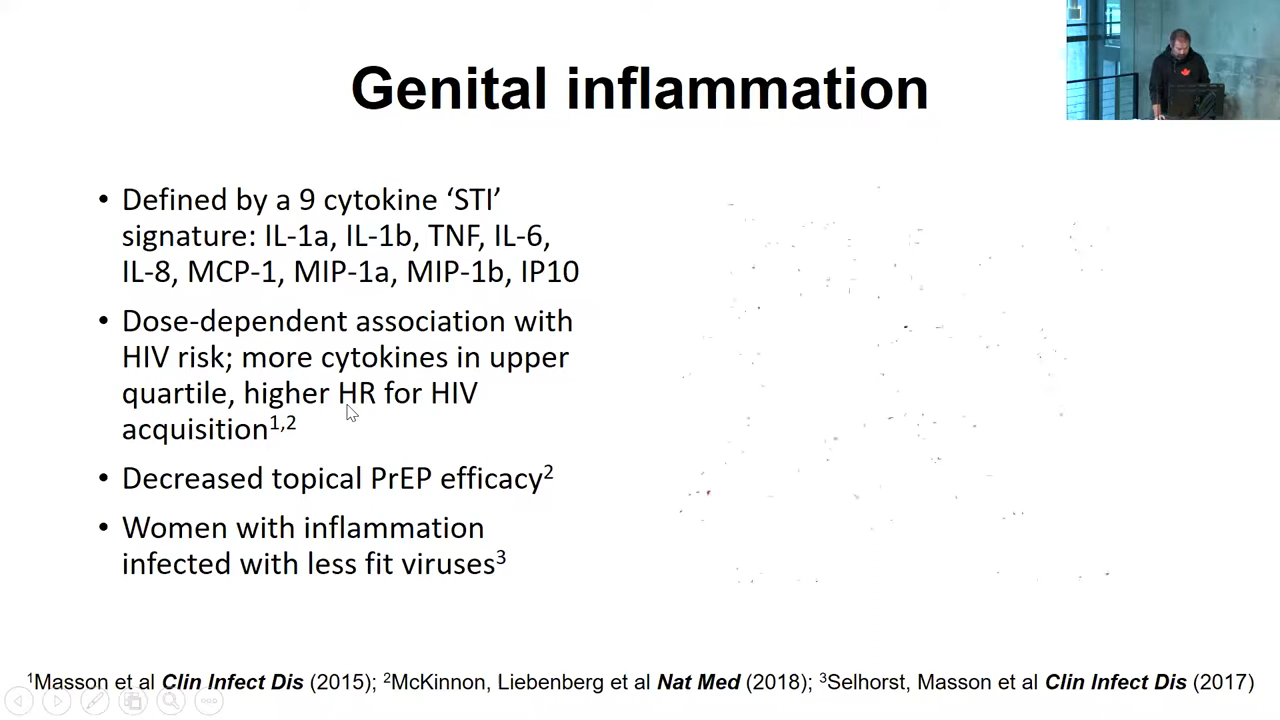 Genital inflammation
• Defined by a 9 cytokine ‘STI’
signature: IL-1a, IL-1b, TNF, IL-6,
IL-8, MCP-1, MIP-1a, MIP-1b, IP10
• Dose-dependent association with
HIV risk; more cytokines in upper
quartile, higher HR for HIV
acquisition1,2
• Decreased topical PrEP efficacy2
• Women with inflammation
infected with less fit viruses3
1Masson et al Clin Infect Dis (2015); 2McKinnon, Liebenberg et al Nat Med (2018); 3Selhorst, Masson et al Clin Infect Dis (2017)